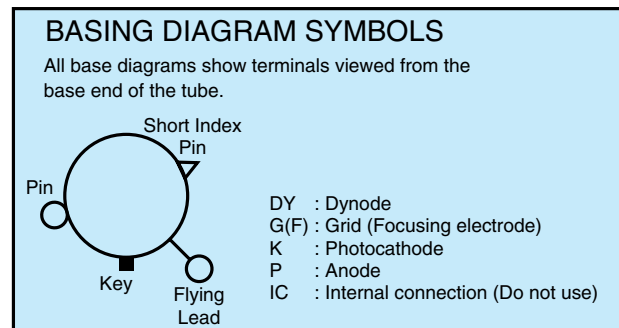 BASING DIAGRAM SYMBOLS
All base diagrams show terminals viewed from the
base end of the tube.
Short Index
Pin
Pin
Key
Flying
Lead
DY : Dynode
G(F) : Grid (Focusing electrode)
K : Photocathode
P : Anode
IC : Internal connection (Do not use)